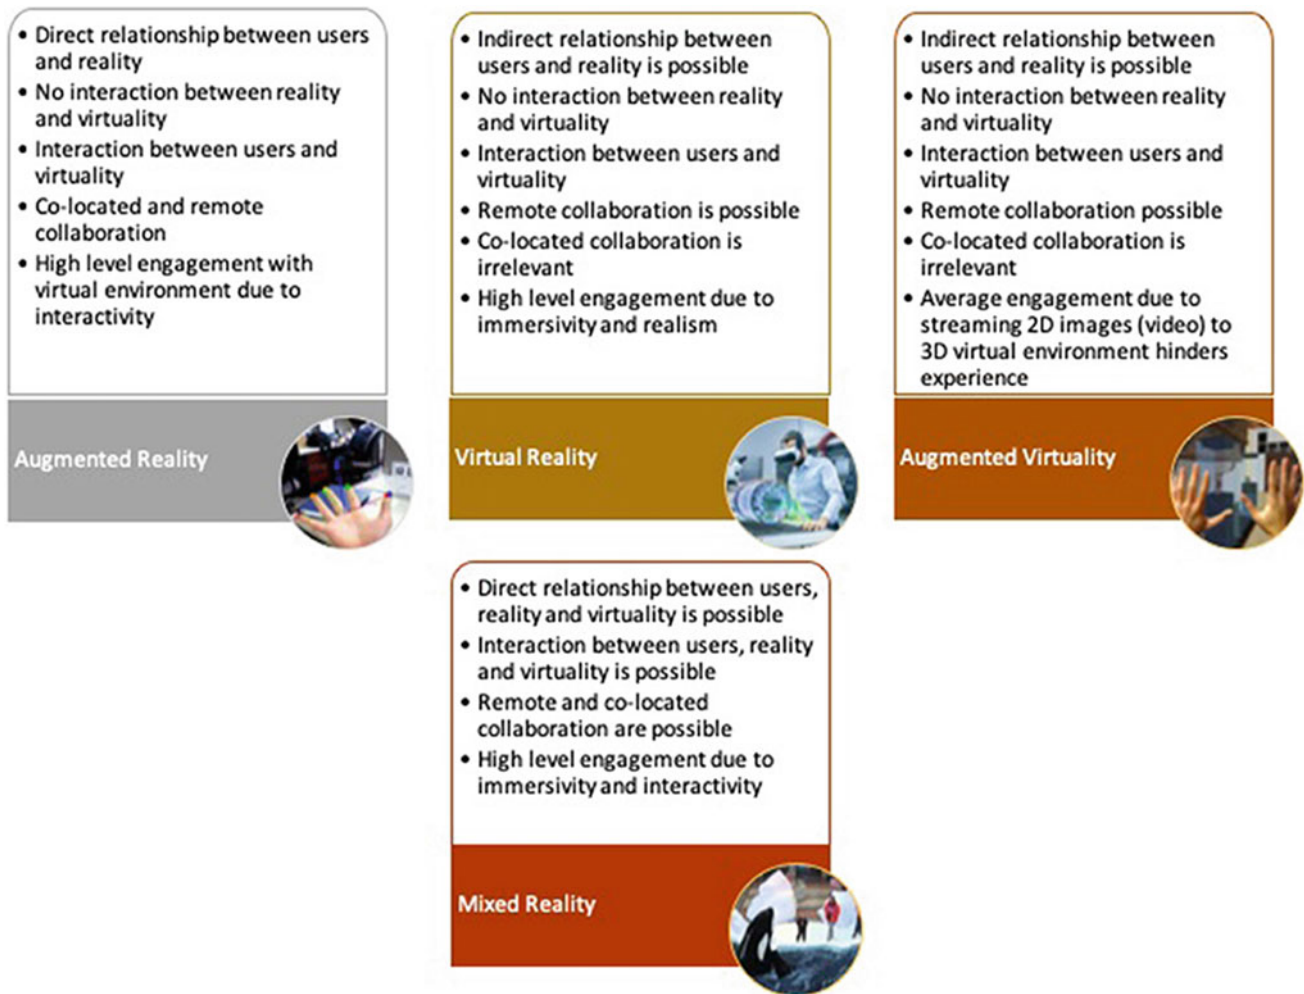 • Direct relationship between users
and reality
• No interaction between reality
and virtuality
• Interaction between users and
virtuality
• Co-located and remote
collaboration
• High level engagement with
virtual environment due to
interactivity
Augmented Reality
• Indirect relationship between
users and reality is possible
• No interaction between reality
and virtuality
• Interaction between users and
virtuality
• Remote collaboration is possible
• Co-located collaboration is
irrelevant
• High level engagement due to
immersivity and realism
Virtual Reality
• Indirect relationship between
users and reality is possible
• No interaction between reality
and virtuality
• Interaction between users and
virtuality
• Remote collaboration possible
• Co-located collaboration is
irrelevant
• Average engagement due to
streaming 2D images (video) to
3D virtual environment hinders
experience
Augmented Virtuality
• Direct relationship between users,
reality and virtuality is possible
• Interaction between users, reality
and virtuality is possible
• Remote and co-located
collaboration are possible
• High level engagement due to
immersivity and interactivity
Mixed Reality